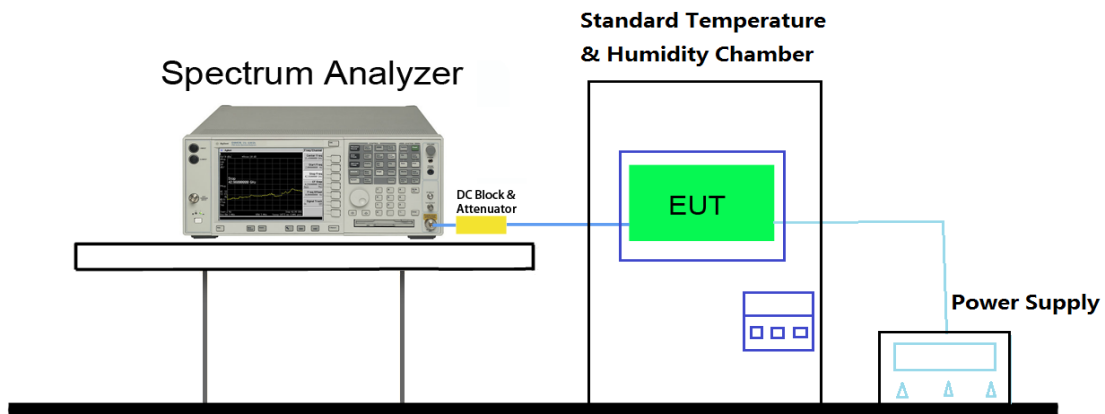 Standard Temperature
& Humidity Chamber
Spectrum Analyzer
DC Block &
Attenuator
EUT
Power Supply